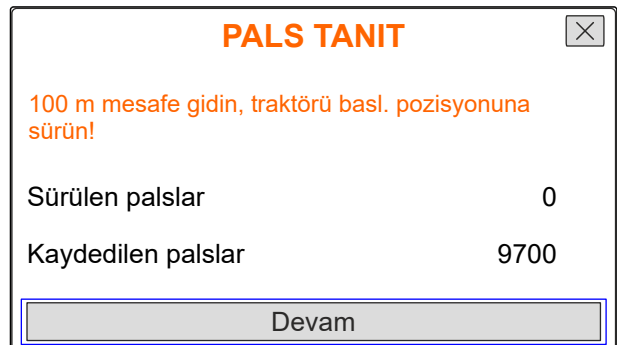 PALS TANIT
100 m mesafe gidin, traktörü basl. pozisyonuna
sürün!
Sürülen palslar 0
Kaydedilen palslar 9700
Devam